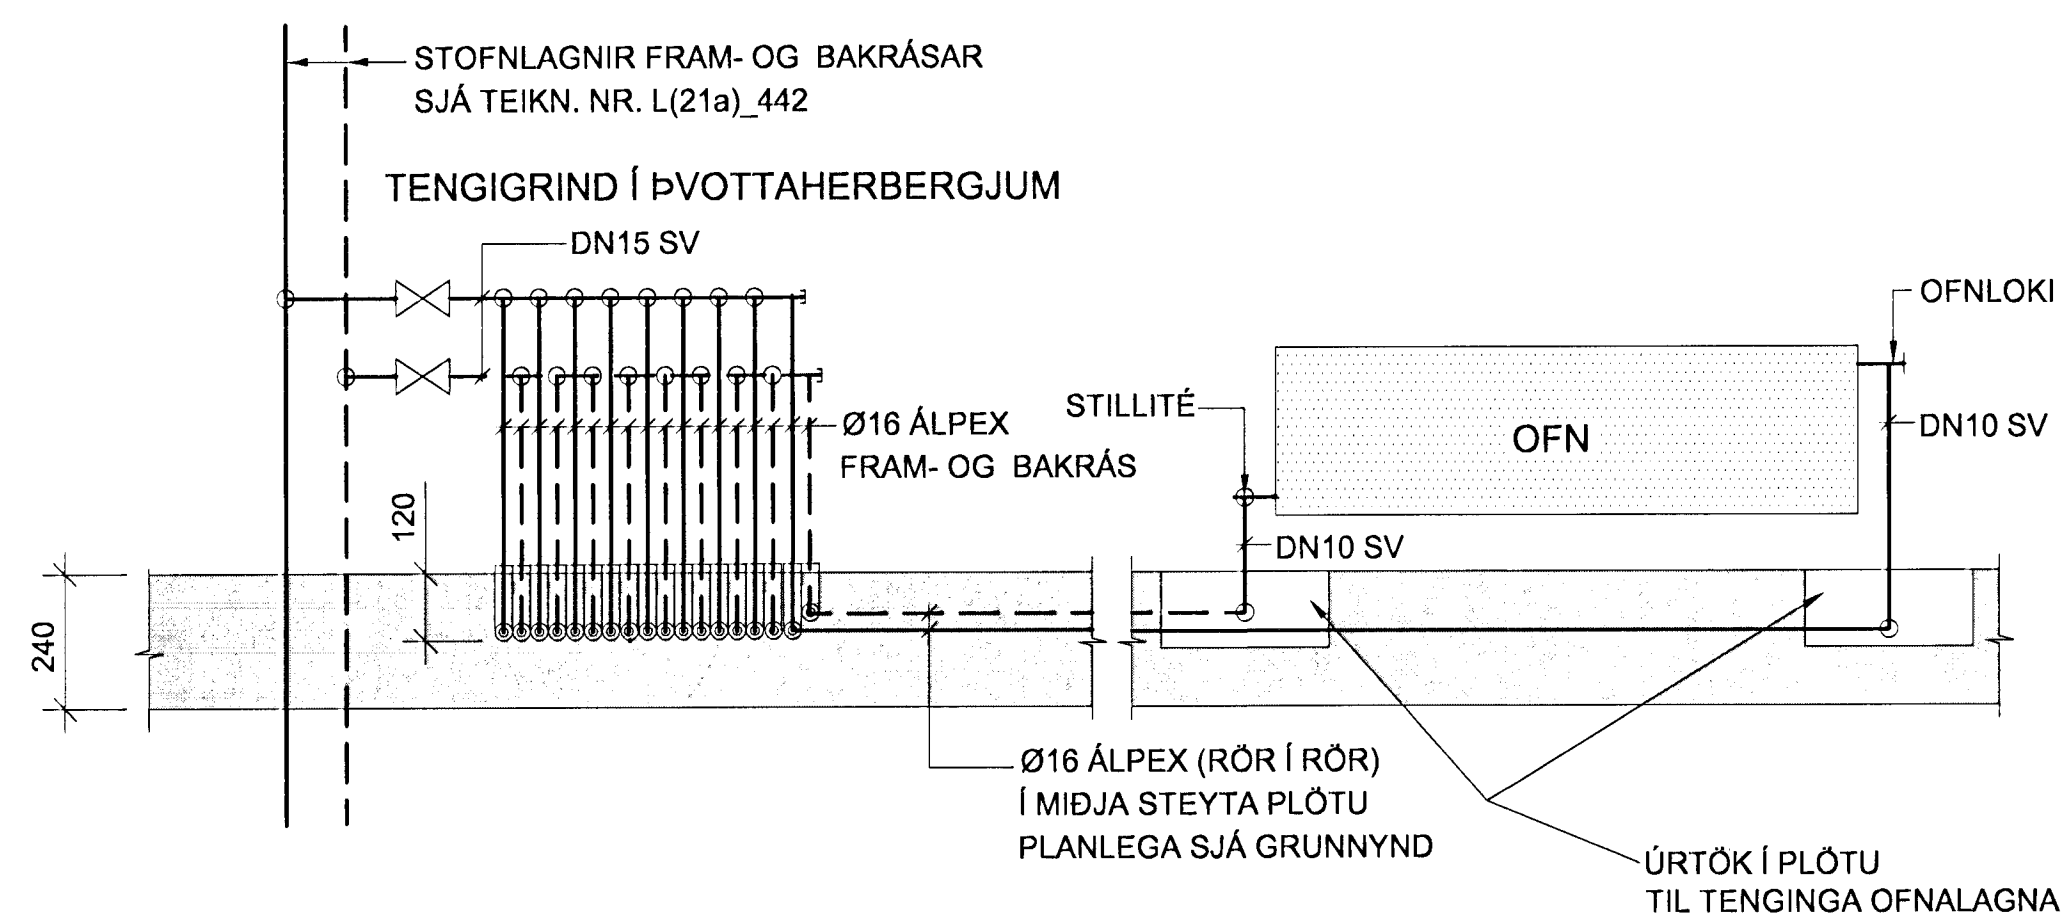 STOFNLAGNIR FRAM- OG BAKRÁSAR
SJÁ TEIKN. NR. L(21a)_442
TENGIGRIND Í ÞVOTTAHERBERGJUM
DN15 SV
OFNLOKI
STILLITÉ
Ø16 ÁLPEX
FRAM- OG BAKRÁS
OFN
DN10 SV
120
DN10 SV
240
Ø16 ÁLPEX (RÖR Í RÖR)
Í MIÐJA STEYTA PLÖTU
PLANLEGA SJÁ GRUNNYND
ÚRTÖK Í PLÖTU
TIL TENGINGA OFNALAGNA